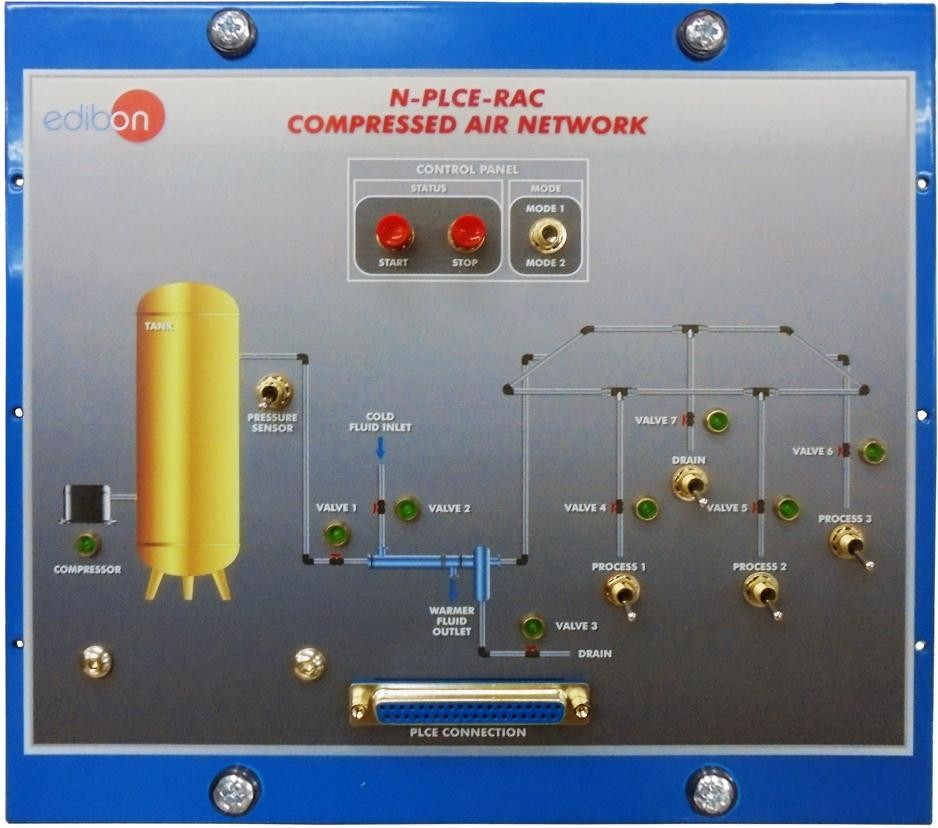 edibon
N-PLCE-RAC
COMPRESSED AIR NETWORK
CONTROL PANEL
STATUS
MODE
MODE 1
START
STOP
MODE 2
TANK
PRESSURE
SENSOR
COLD
FLUID INLET
VALVE 7
DRAIN
VALVE 6
VALVE 1
VALVE 2
VALVE 4
VALVE 5
PROCESS 3
COMPRESSOR
PROCESS 1
PROCESS 2
WARMER
FLUID
OUTLET
VALVE 3
DRAIN
PLCE CONNECTION